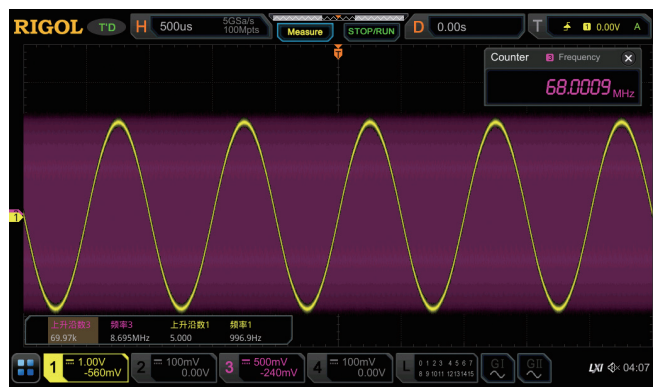 RIGOL T'D H 500us 5GSa/s 100Mpts Measure STOP/RUN D 0.00s T 1 0.00V A
T
Counter 3 Frequency X
68.0009 MHz
1
上升沿数3 频率3 上升沿数1 频率1
69.97k 8.695MHz 5.000 996.9Hz
1 1.00V -560mV 2 100mV 0.00V 3 500mV -240mV 4 100mV 0.00V L 0 1 2 3 4 5 6 7 8 9 10 11 12 13 14 15 GI GII LXI 04:07